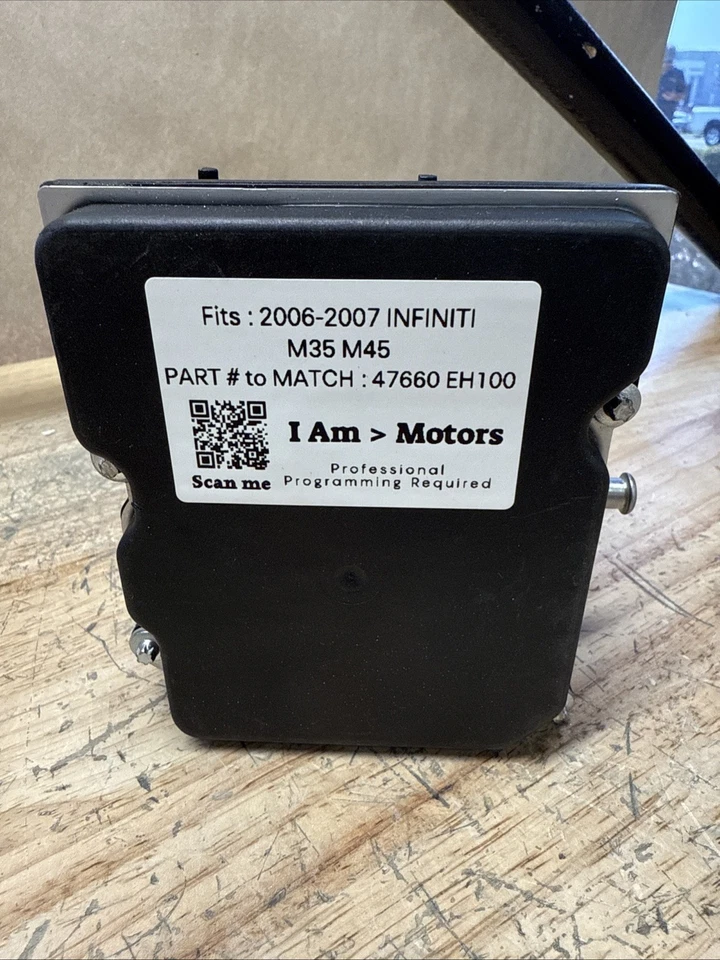 Fits : 2006-2007 INFINITI
M35 M45
PART # to MATCH : 47660 EH100
I Am > Motors
Scan me
Professional
Programming Required